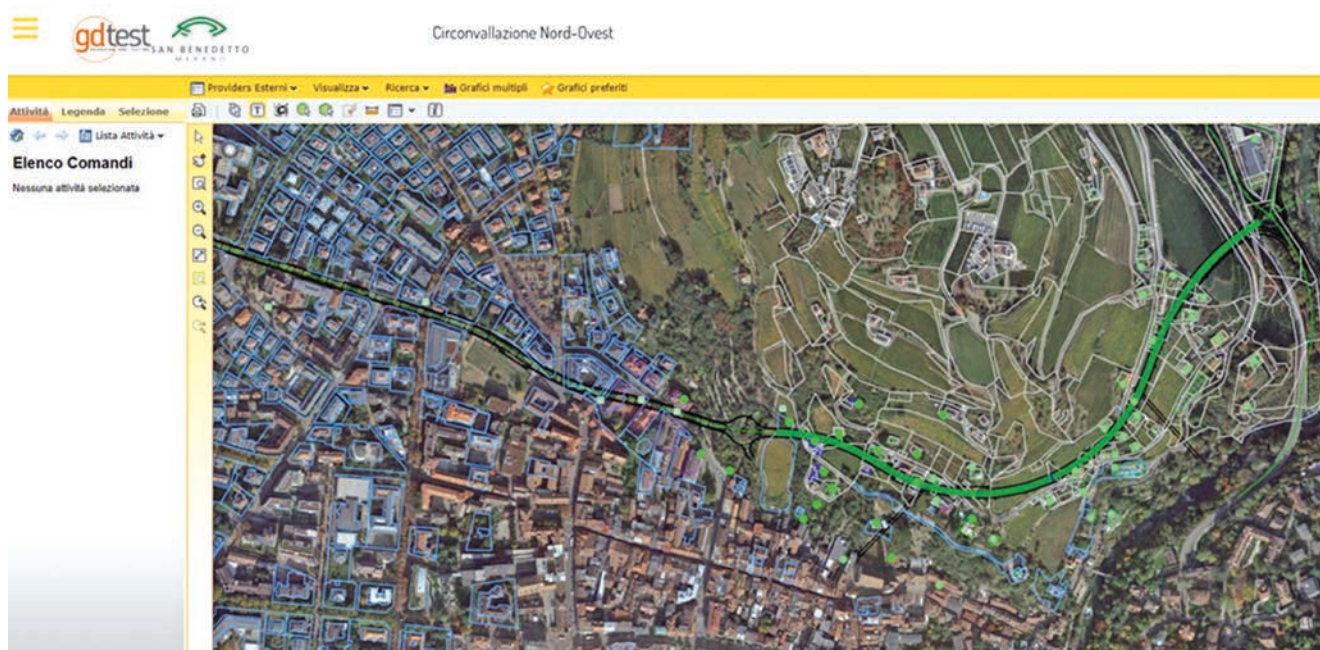 gdtest
SAN BENEDETTO
MERANO
Circonvallazione Nord-Ovest
Providers Esterni Visualizza Ricerca Grafici multipli Grafici preferiti
Attività Legenda Selezione
Lista Attività
Elenco Comandi
Nessuna attività selezionata